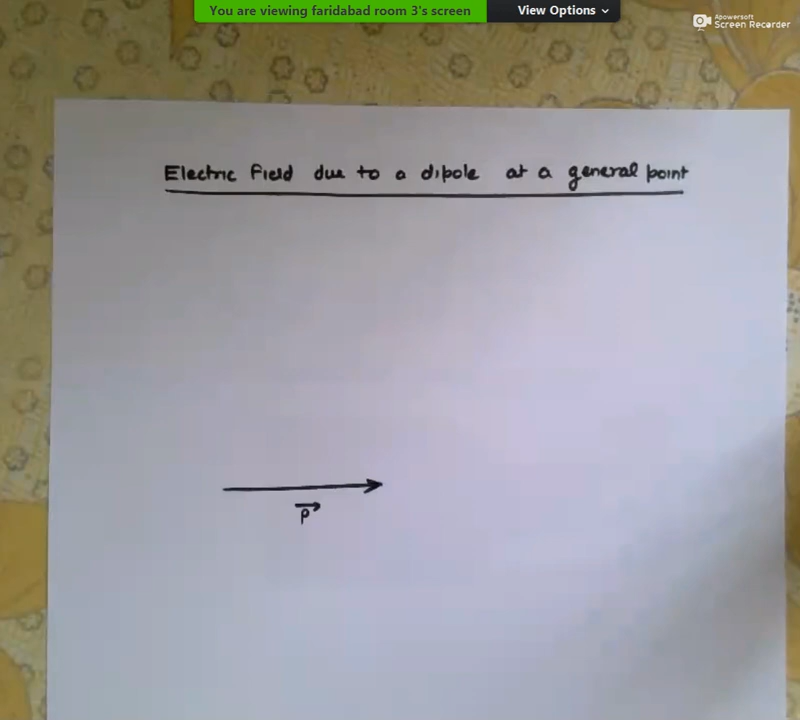 You are viewing faridabad room 3's screen
View Options
Apowersoft
Screen Recorder
Electric Field due to a dipole at a general point
p⃗